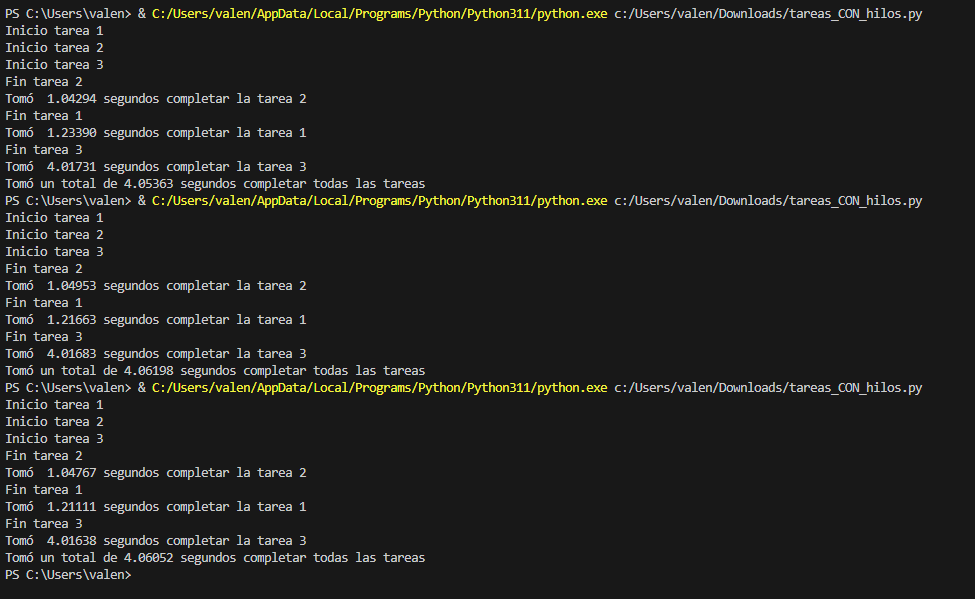 PS C:\Users\valen> & C:/Users/valen/AppData/Local/Programs/Python/Python311/python.exe c:/Users/valen/Downloads/tareas_CON_hilos.py
Inicio tarea 1
Inicio tarea 2
Inicio tarea 3
Fin tarea 2
Tomó  1.04294 segundos completar la tarea 2
Fin tarea 1
Tomó  1.23390 segundos completar la tarea 1
Fin tarea 3
Tomó  4.01731 segundos completar la tarea 3
Tomó un total de 4.05363 segundos completar todas las tareas
PS C:\Users\valen> & C:/Users/valen/AppData/Local/Programs/Python/Python311/python.exe c:/Users/valen/Downloads/tareas_CON_hilos.py
Inicio tarea 1
Inicio tarea 2
Inicio tarea 3
Fin tarea 2
Tomó  1.04953 segundos completar la tarea 2
Fin tarea 1
Tomó  1.21663 segundos completar la tarea 1
Fin tarea 3
Tomó  4.01683 segundos completar la tarea 3
Tomó un total de 4.06198 segundos completar todas las tareas
PS C:\Users\valen> & C:/Users/valen/AppData/Local/Programs/Python/Python311/python.exe c:/Users/valen/Downloads/tareas_CON_hilos.py
Inicio tarea 1
Inicio tarea 2
Inicio tarea 3
Fin tarea 2
Tomó  1.04767 segundos completar la tarea 2
Fin tarea 1
Tomó  1.21111 segundos completar la tarea 1
Fin tarea 3
Tomó  4.01638 segundos completar la tarea 3
Tomó un total de 4.06052 segundos completar todas las tareas
PS C:\Users\valen>